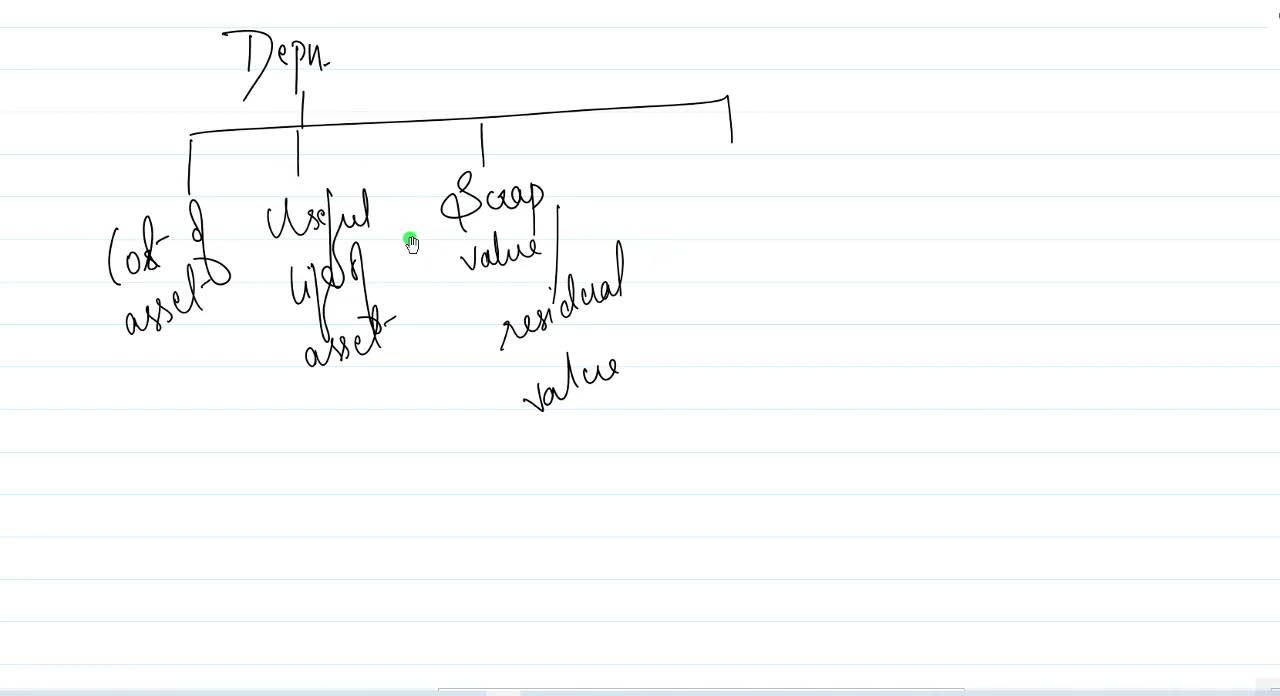 Depn.
Cost of
asset
Useful
life of
asset
Scrap
value /
residual
value